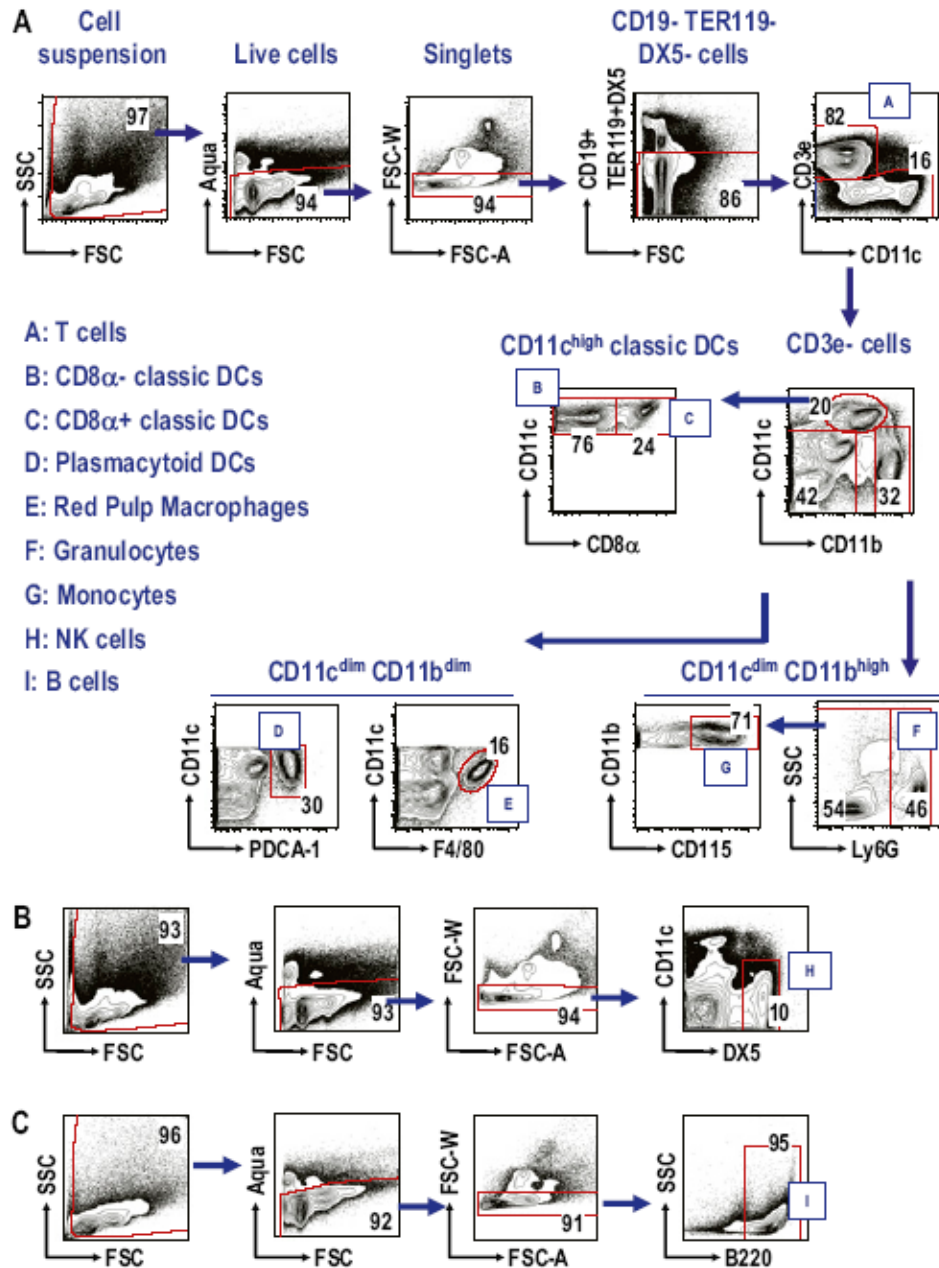 A
Cell suspension
Live cells
Singlets
CD19- TER119- DX5- cells
SSC
97
FSC
Aqua
94
FSC
FSC-W
94
FSC-A
CD19+ TER119+DX5
86
FSC
A
82
16
CD3e
CD11c
A: T cells
B: CD8α- classic DCs
C: CD8α+ classic DCs
D: Plasmacytoid DCs
E: Red Pulp Macrophages
F: Granulocytes
G: Monocytes
H: NK cells
I: B cells
CD11chigh classic DCs
CD3e- cells
B
C
CD11c
76
24
CD8α
20
CD11c
42
32
CD11b
CD11cdim CD11bdim
CD11cdim CD11bhigh
CD11c
D
30
PDCA-1
CD11c
16
E
F4/80
CD11b
71
G
CD115
SSC
F
54
46
Ly6G
B
SSC
93
FSC
Aqua
93
FSC
FSC-W
94
FSC-A
CD11c
H
10
DX5
C
SSC
96
FSC
Aqua
92
FSC
FSC-W
91
FSC-A
SSC
95
I
B220